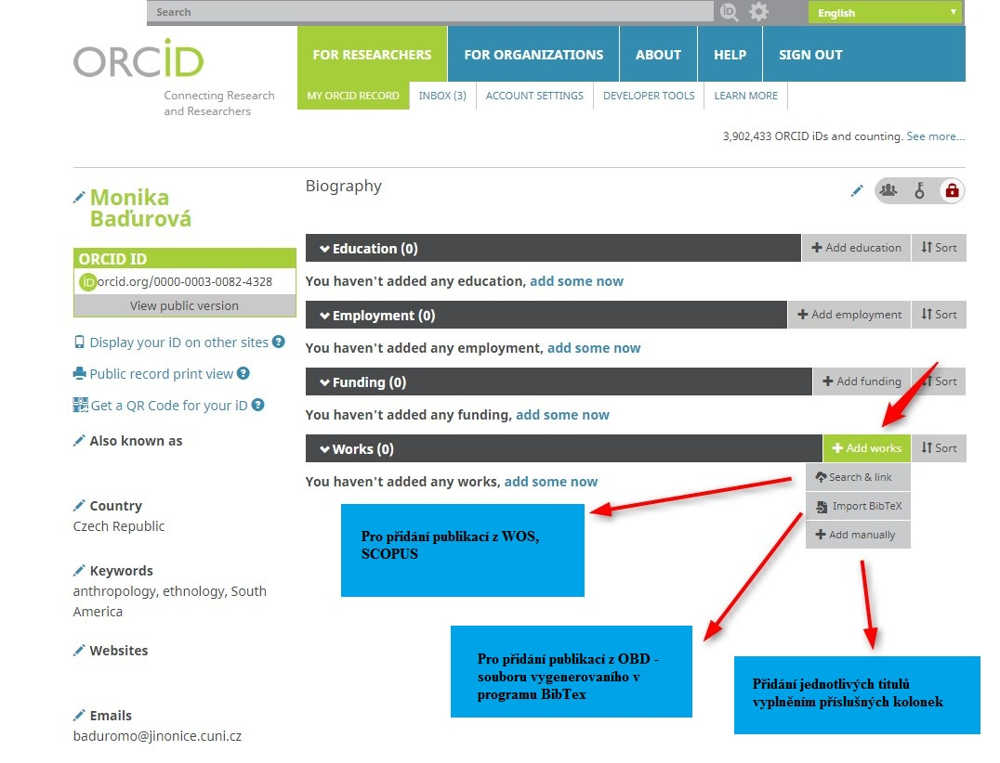 Search
English
ORCID
Connecting Research
and Researchers
FOR RESEARCHERS
FOR ORGANIZATIONS
ABOUT
HELP
SIGN OUT
MY ORCID RECORD
INBOX (3)
ACCOUNT SETTINGS
DEVELOPER TOOLS
LEARN MORE
3,902,433 ORCID iDs and counting. See more...
Monika
Baďurová
ORCID ID
iD orcid.org/0000-0003-0082-4328
View public version
Display your iD on other sites ?
Public record print view ?
Get a QR Code for your iD ?
Also known as
Country
Czech Republic
Keywords
anthropology, ethnology, South
America
Websites
Emails
baduromo@jinonice.cuni.cz
Biography
Education (0)
Add education
Sort
You haven't added any education, add some now
Employment (0)
Add employment
Sort
You haven't added any employment, add some now
Funding (0)
Add funding
Sort
You haven't added any funding, add some now
Works (0)
Add works
Sort
You haven't added any works, add some now
Search & link
Import BibTeX
Add manually
Pro přidání publikací z WOS,
SCOPUS
Pro přidání publikací z OBD -
souboru vygenerovaního v
programu BibTex
Přidání jednotlivých titulů
vyplněním příslušných kolonek